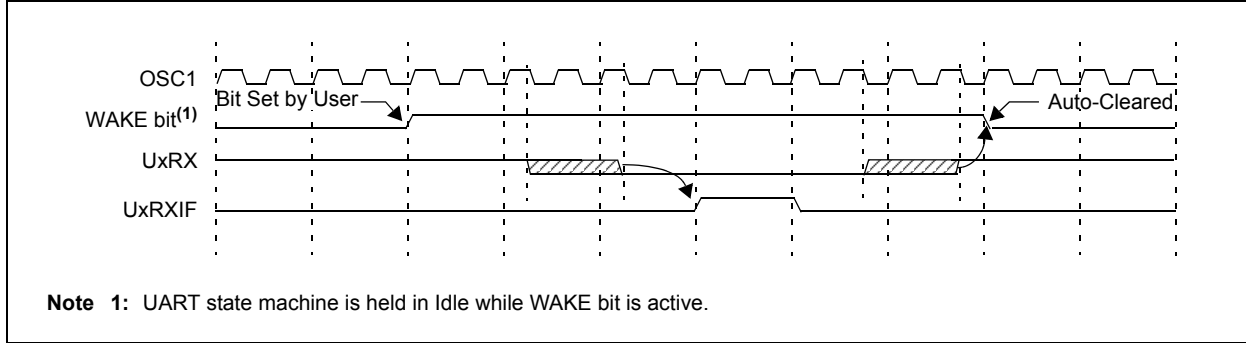 OSC1
Bit Set by User
Auto-Cleared
WAKE bit(1)
UxRX
UxRXIF
Note 1: UART state machine is held in Idle while WAKE bit is active.